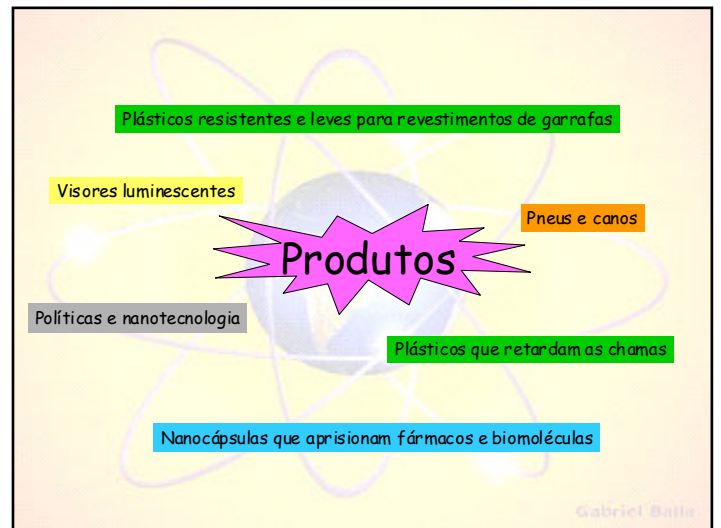 Plásticos resistentes e leves para revestimentos de garrafas
Visores luminescentes
Pneus e canos
Produtos
Políticas e nanotecnologia
Plásticos que retardam as chamas
Nanocápsulas que aprisionam fármacos e biomoléculas
Gabriel Balla